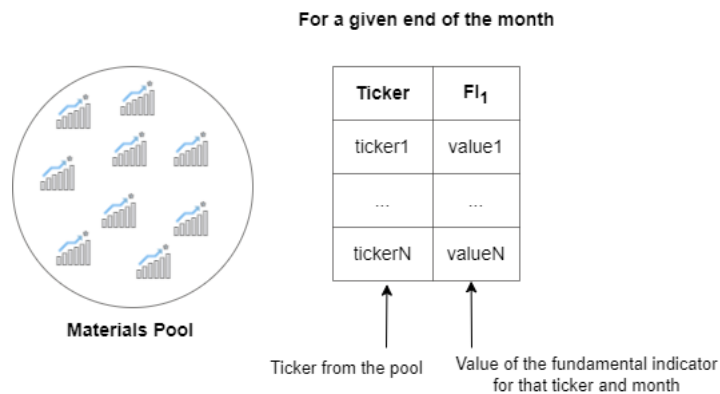 For a given end of the month
Ticker FI₁
ticker1 value1
... ...
tickerN valueN
Materials Pool
Ticker from the pool
Value of the fundamental indicator
for that ticker and month